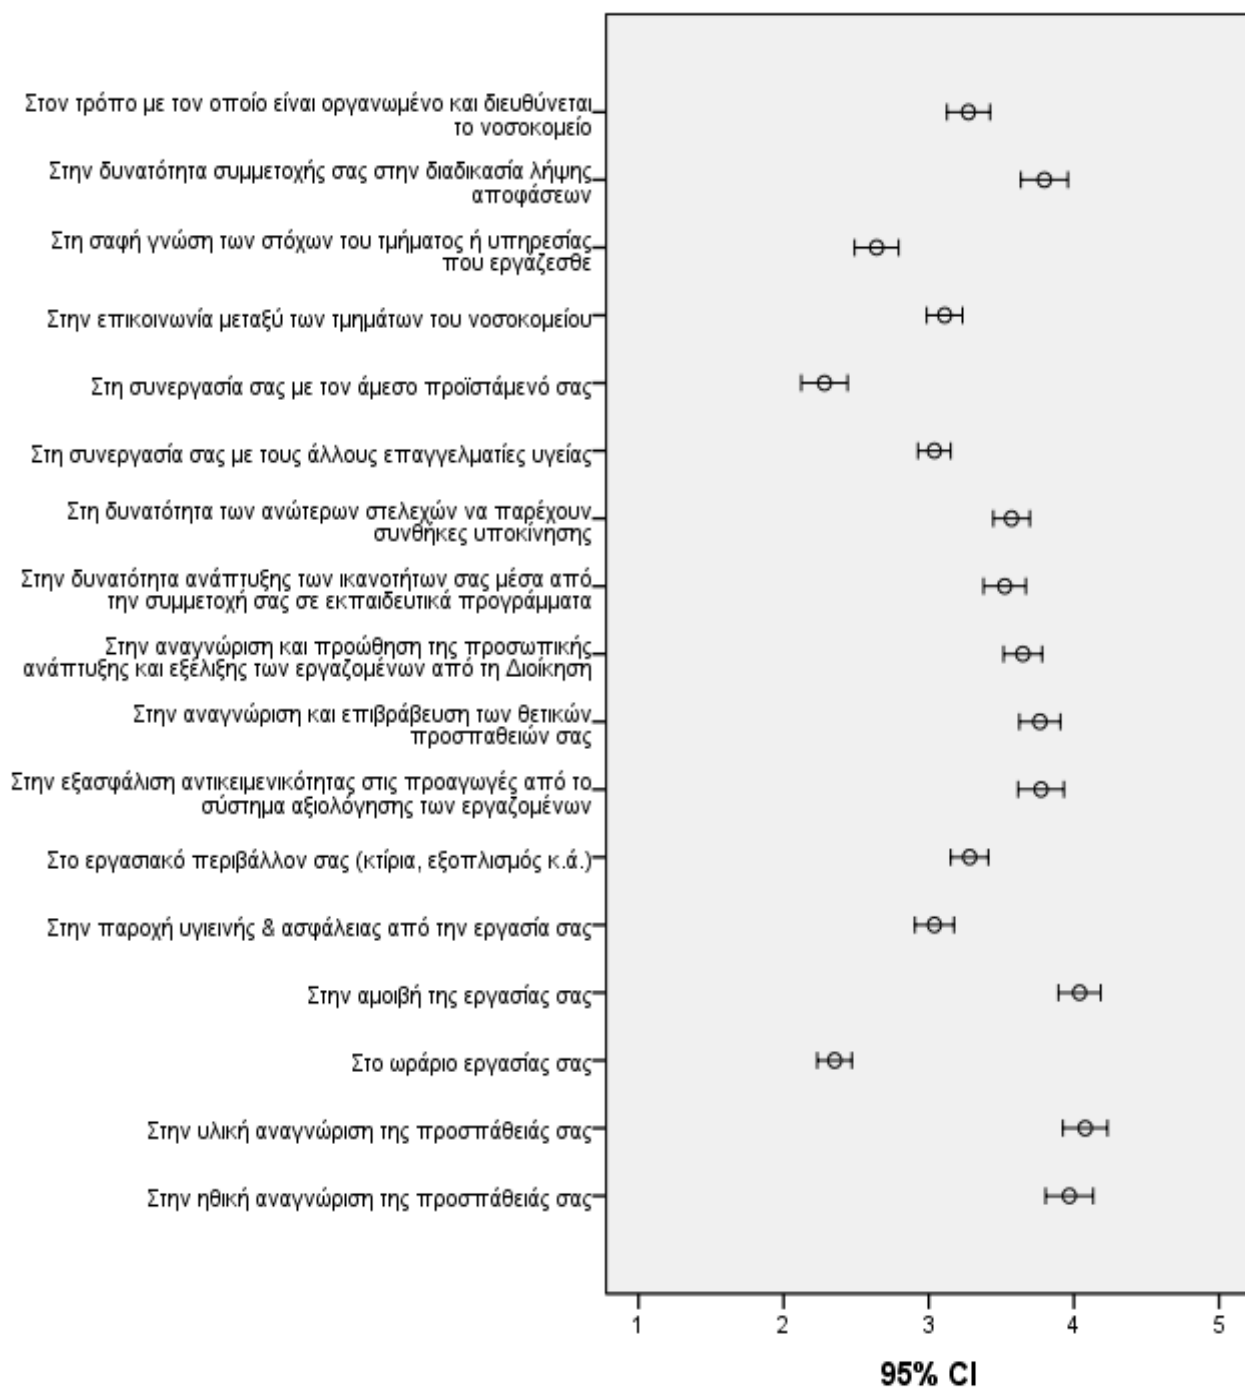 Στον τρόπο με τον οποίο είναι οργανωμένο και διευθύνεται
το νοσοκομείο
Στην δυνατότητα συμμετοχής σας στην διαδικασία λήψης
αποφάσεων
Στη σαφή γνώση των στόχων του τμήματος ή υπηρεσίας
που εργάζεσθε
Στην επικοινωνία μεταξύ των τμημάτων του νοσοκομείου
Στη συνεργασία σας με τον άμεσο προϊστάμενό σας
Στη συνεργασία σας με τους άλλους επαγγελματίες υγείας
Στη δυνατότητα των ανώτερων στελεχών να παρέχουν
συνθήκες υποκίνησης
Στην δυνατότητα ανάπτυξης των ικανοτήτων σας μέσα από
την συμμετοχή σας σε εκπαιδευτικά προγράμματα
Στην αναγνώριση και προώθηση της προσωπικής
ανάπτυξης και εξέλιξης των εργαζομένων από τη Διοίκηση
Στην αναγνώριση και επιβράβευση των θετικών
προσπαθειών σας
Στην εξασφάλιση αντικειμενικότητας στις προαγωγές από το
σύστημα αξιολόγησης των εργαζομένων
Στο εργασιακό περιβάλλον σας (κτίρια, εξοπλισμός κ.ά.)
Στην παροχή υγιεινής & ασφάλειας από την εργασία σας
Στην αμοιβή της εργασίας σας
Στο ωράριο εργασίας σας
Στην υλική αναγνώριση της προσπάθειάς σας
Στην ηθική αναγνώριση της προσπάθειάς σας
1 2 3 4 5
95% CI